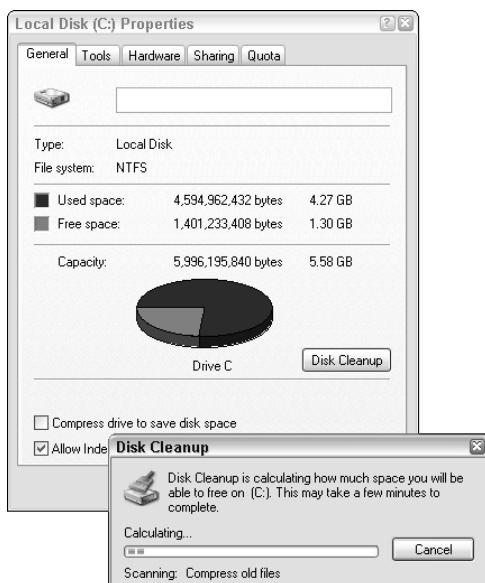 Local Disk (C:) Properties
General Tools Hardware Sharing Quota
Type: Local Disk
File system: NTFS
Used space: 4,594,962,432 bytes 4.27 GB
Free space: 1,401,233,408 bytes 1.30 GB
Capacity: 5,996,195,840 bytes 5.58 GB
Drive C
Disk Cleanup
Compress drive to save disk space
Allow Inde
Disk Cleanup
Disk Cleanup is calculating how much space you will be
able to free on (C:). This may take a few minutes to
complete.
Calculating...
Cancel
Scanning: Compress old files